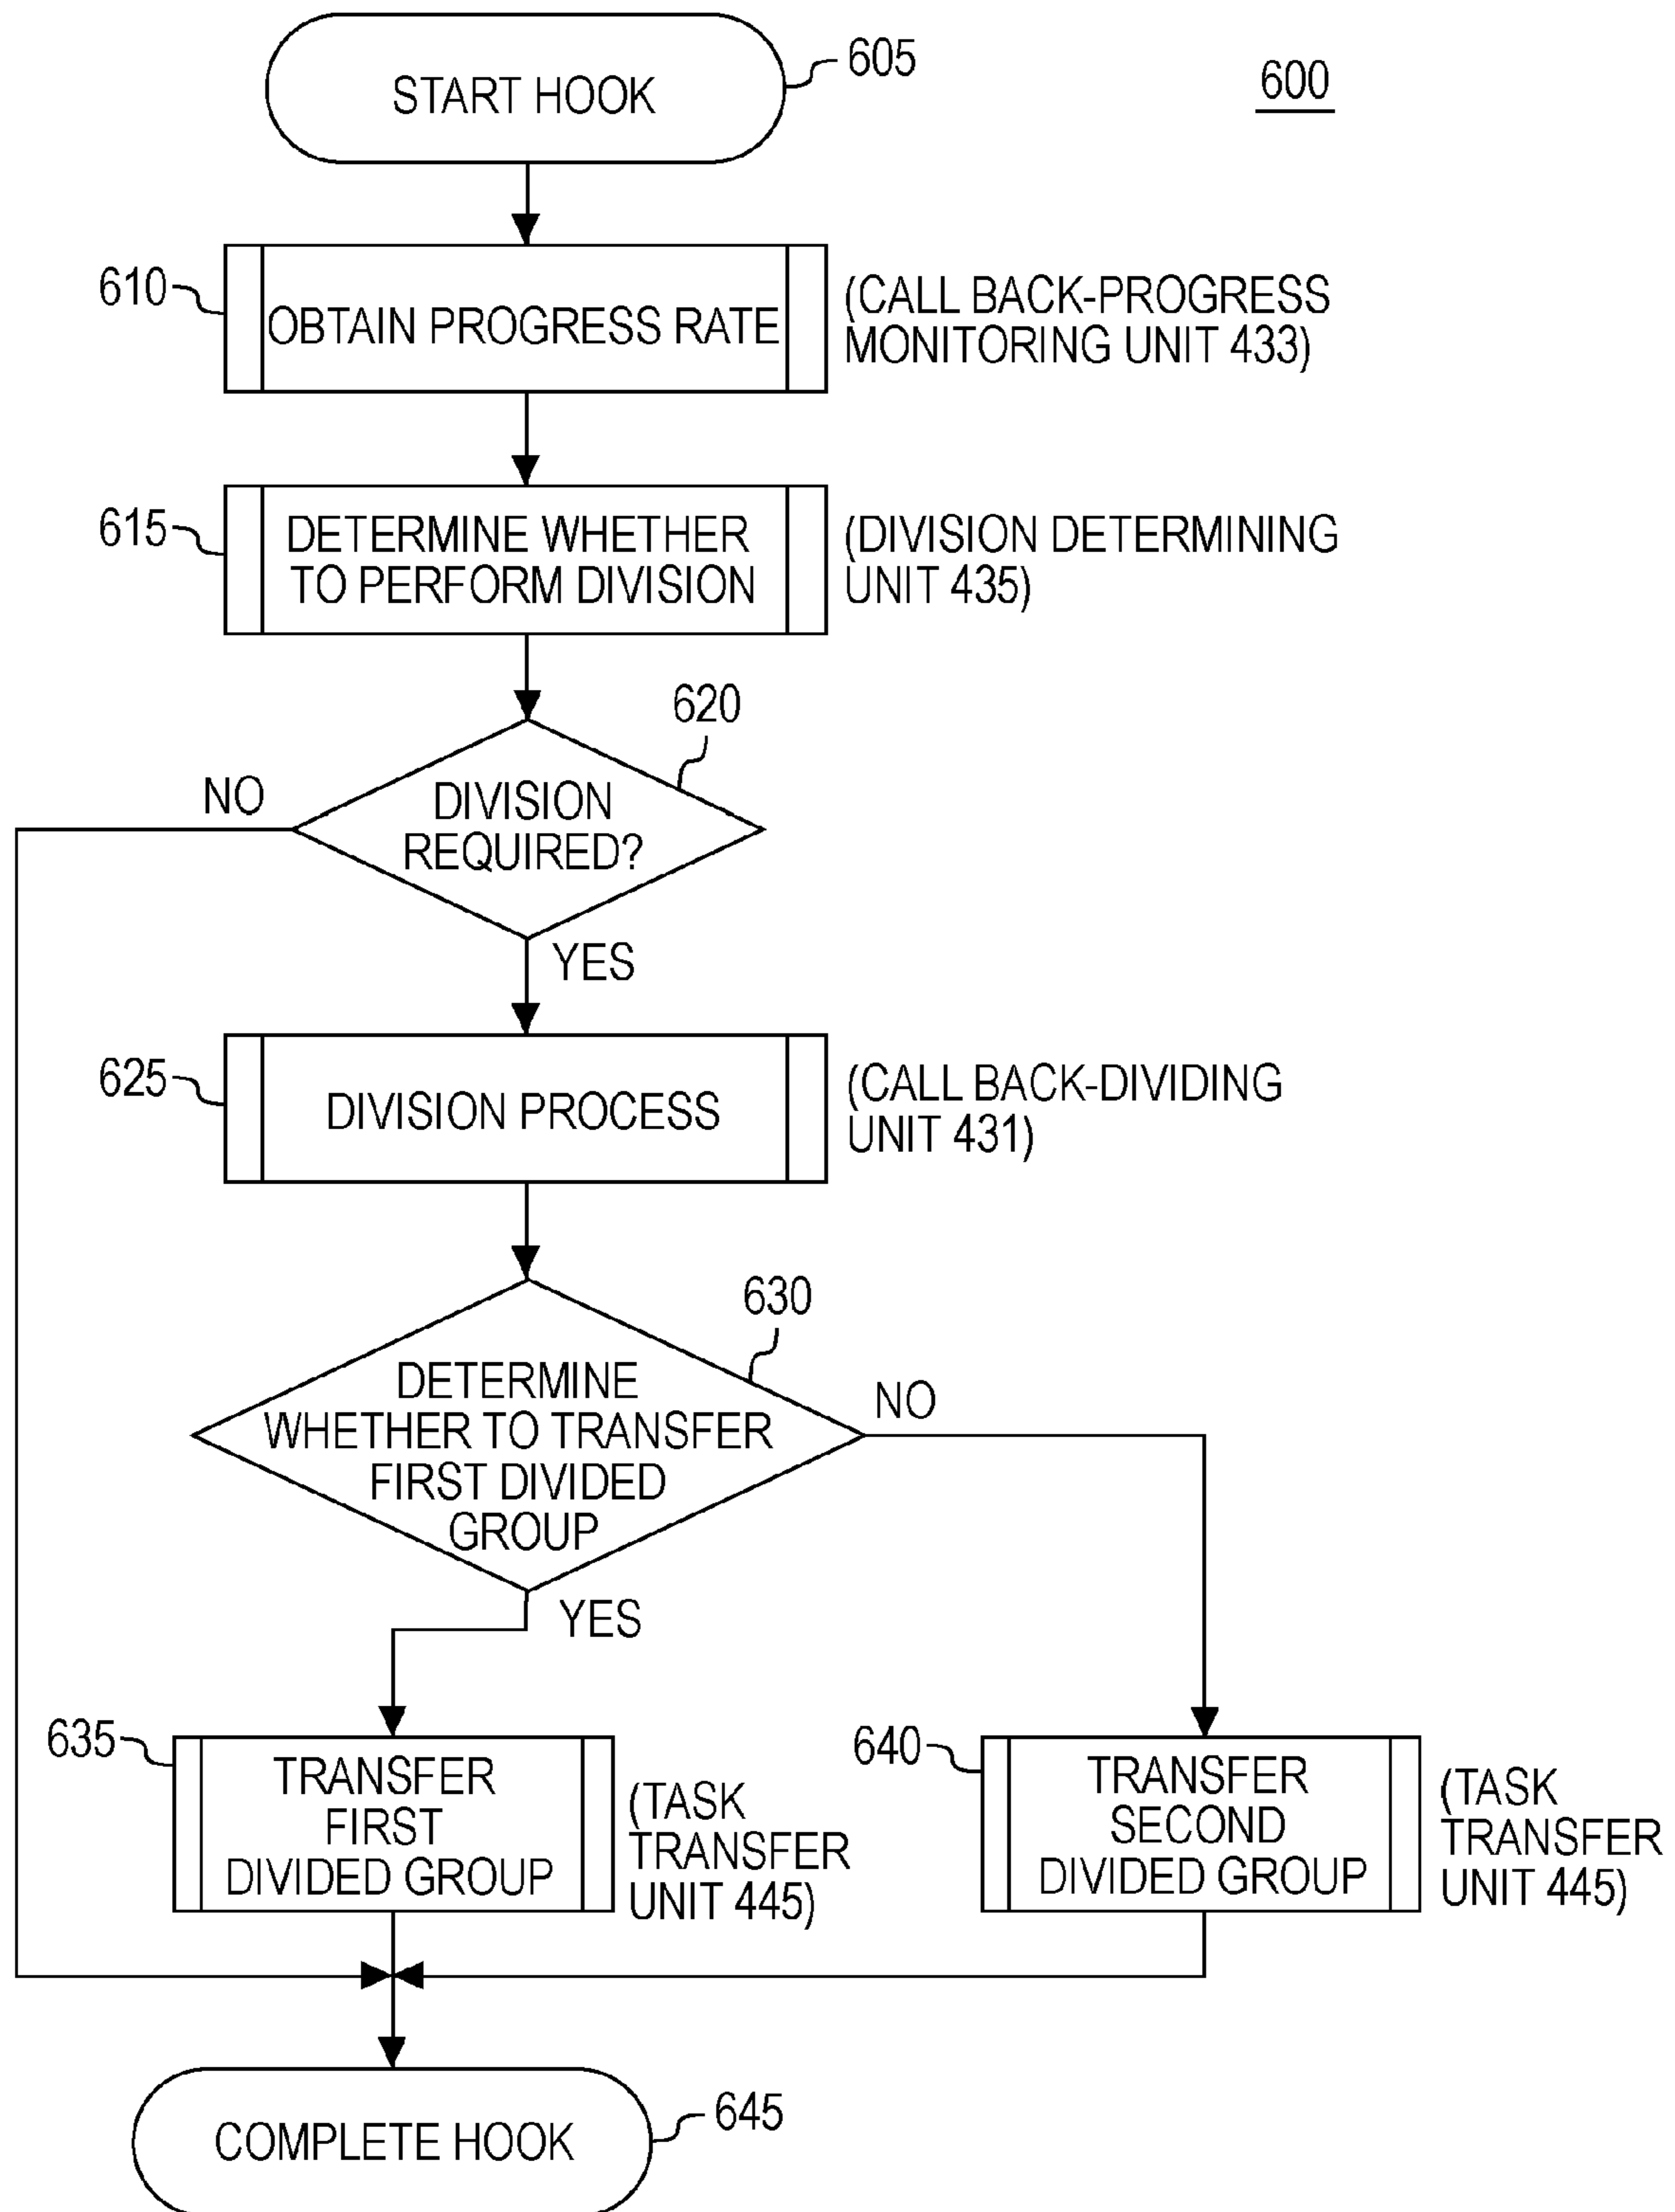 START HOOK
605
600
610
OBTAIN PROGRESS RATE
(CALL BACK-PROGRESS
MONITORING UNIT 433)
615
DETERMINE WHETHER
TO PERFORM DIVISION
(DIVISION DETERMINING
UNIT 435)
620
NO
DIVISION
REQUIRED?
YES
625
DIVISION PROCESS
(CALL BACK-DIVIDING
UNIT 431)
630
DETERMINE
WHETHER TO TRANSFER
FIRST DIVIDED
GROUP
NO
YES
635
TRANSFER
FIRST
DIVIDED GROUP
(TASK
TRANSFER
UNIT 445)
640
TRANSFER
SECOND
DIVIDED GROUP
(TASK
TRANSFER
UNIT 445)
COMPLETE HOOK
645